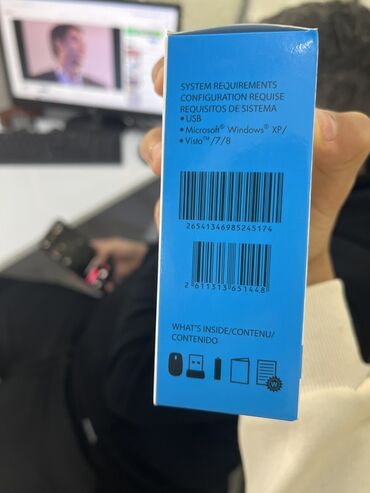 SYSTEM REQUIREMENTS
CONFIGURATION REQUISE
REQUISITOS DE SISTEMA
• USB
• Microsoft® Windows® XP/
• Vista™/7/8
26541346985245174
2 611313 651448
WHAT'S INSIDE/CONTENU/
CONTENIDO